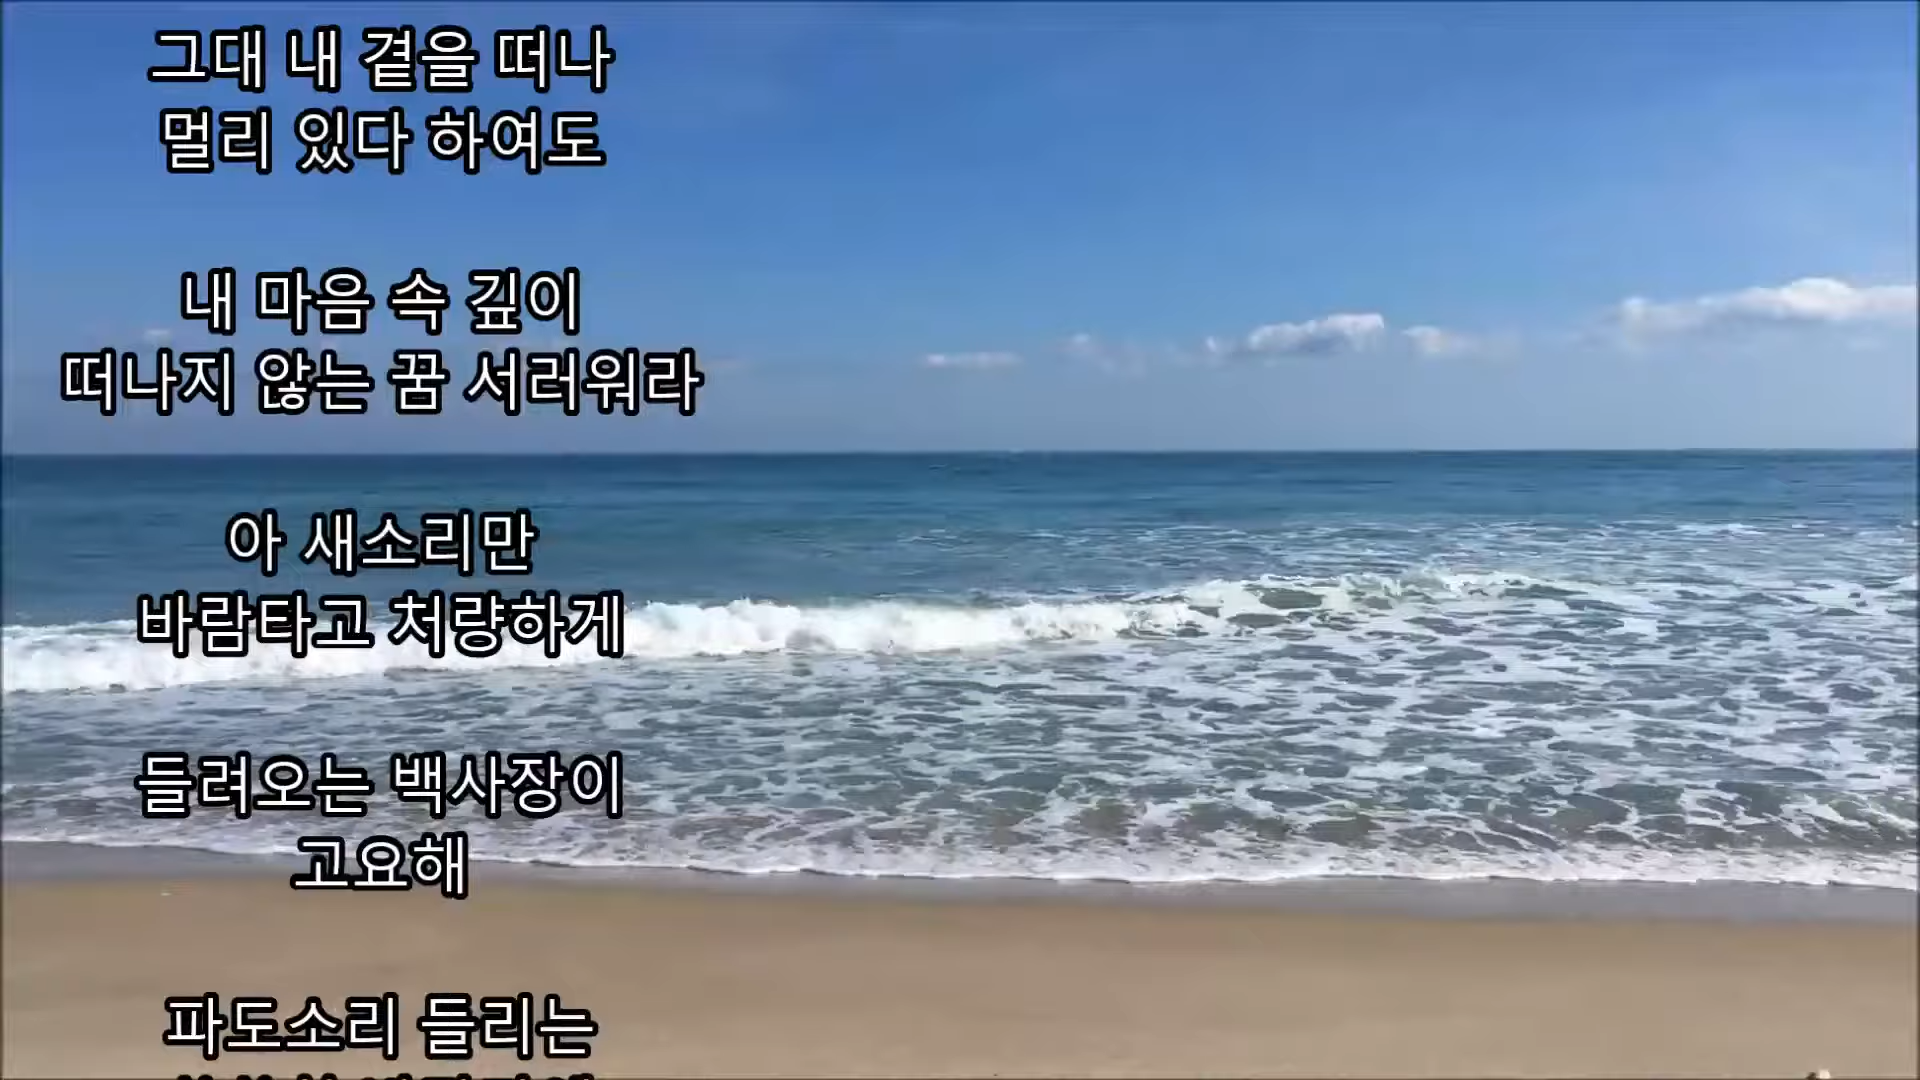 그대 내 곁을 떠나
멀리 있다 하여도
내 마음 속 깊이
떠나지 않는 꿈 서러워라
아 새소리만
바람타고 처량하게
들려오는 백사장이
고요해
파도소리 들리는